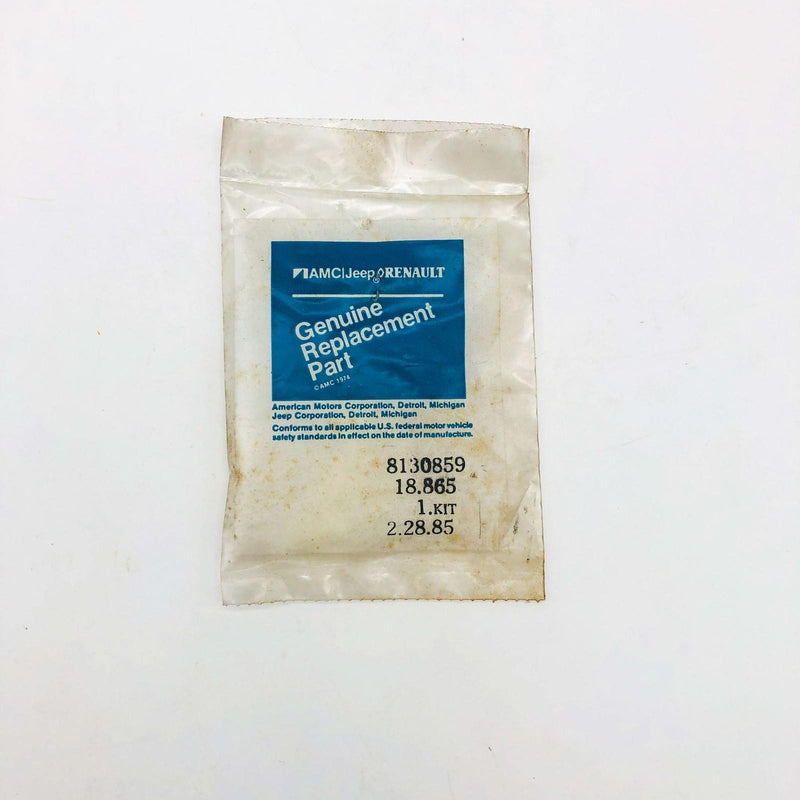 AMC|Jeep® RENAULT
Genuine
Replacement
Part
© AMC 1974
American Motors Corporation, Detroit, Michigan
Jeep Corporation, Detroit, Michigan
Conforms to all applicable U.S. federal motor vehicle
safety standards in effect on the date of manufacture.
8130859
18.865
1.KIT
2.28.85